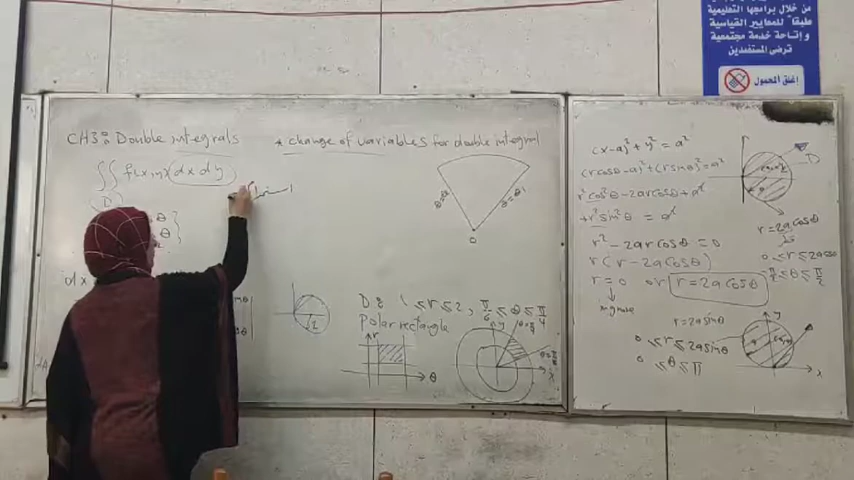 من خلال برامجها التعليمية
طبقاً للمعايير القياسية
وإتاحة خدمة مجتمعية
ترضى المستفيدين
اغلق المحمول
CH3: Double integrals
* change of variables for double integral
∬ f(x,y) dx dy
(D)
θ
θ
dx
D: 1 ≤ r ≤ 2, π/6 ≤ θ ≤ π/4
Polar rectangle
r
θ
y
x
0
(x-a)² + y² = a²
(r cosθ - a)² + (r sinθ)² = a²
r² cos²θ - 2ar cosθ + a²
+ r² sin²θ = a²
r² - 2ar cosθ = 0
r (r - 2a cosθ)
r = 0 or r = 2a cosθ
D
r = 2a cosθ
0 ≤ r ≤ 2a cosθ
-π/2 ≤ θ ≤ π/2
r = 2a sinθ
0 ≤ r ≤ 2a sinθ
0 ≤ θ ≤ π
y
x